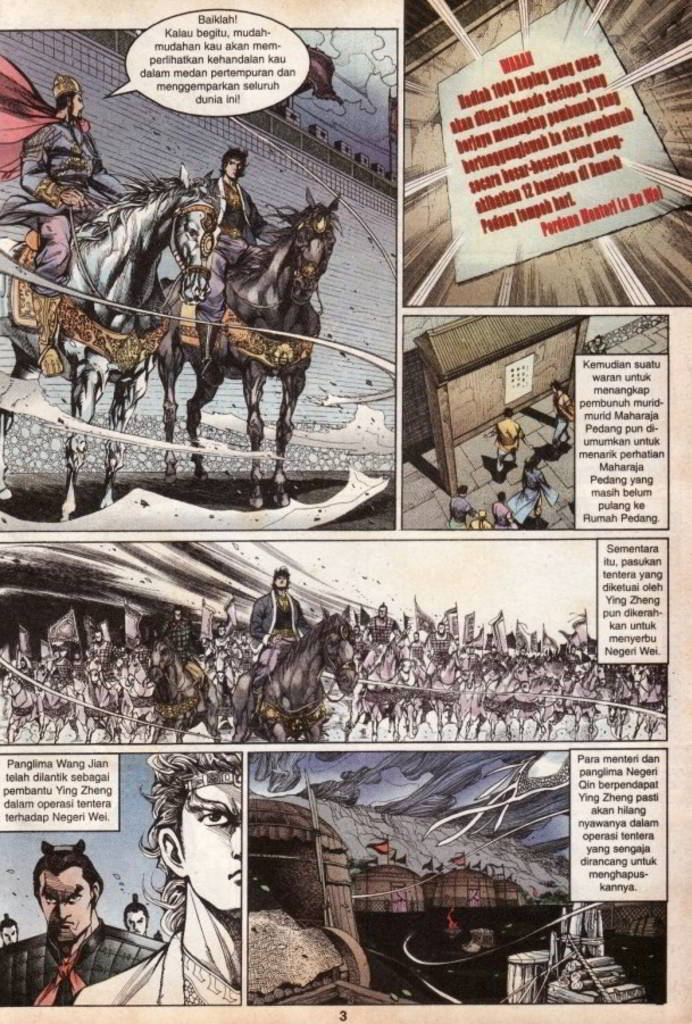 Baiklah!
Kalau begitu, mudah-
mudahan kau akan mem-
perlihatkan kehandalan kau
dalam medan pertempuran dan
menggemparkan seluruh
dunia ini!
WARAN
Hadiah 1000 keping wang emas
akan dibayar kepada sesiapa yang
berjaya menangkap pembunuh yang
bertanggungjawab ke atas pembunuhan
secara besar-besaran yang meng-
akibatkan 12 kematian di Rumah
Pedang tempoh hari.
Perdana Menteri Lu Bu Wei
Kemudian suatu
waran untuk
menangkap
pembunuh murid-
murid Maharaja
Pedang pun di-
umumkan untuk
menarik perhatian
Maharaja
Pedang yang
masih belum
pulang ke
Rumah Pedang.
Sementara
itu, pasukan
tentera yang
diketuai oleh
Ying Zheng
pun dikerah-
kan untuk
menyerbu
Negeri Wei.
Panglima Wang Jian
telah dilantik sebagai
pembantu Ying Zheng
dalam operasi tentera
terhadap Negeri Wei.
Para menteri dan
panglima Negeri
Qin berpendapat
Ying Zheng pasti
akan hilang
nyawanya dalam
operasi tentera
yang sengaja
dirancang untuk
menghapus-
kannya.
3